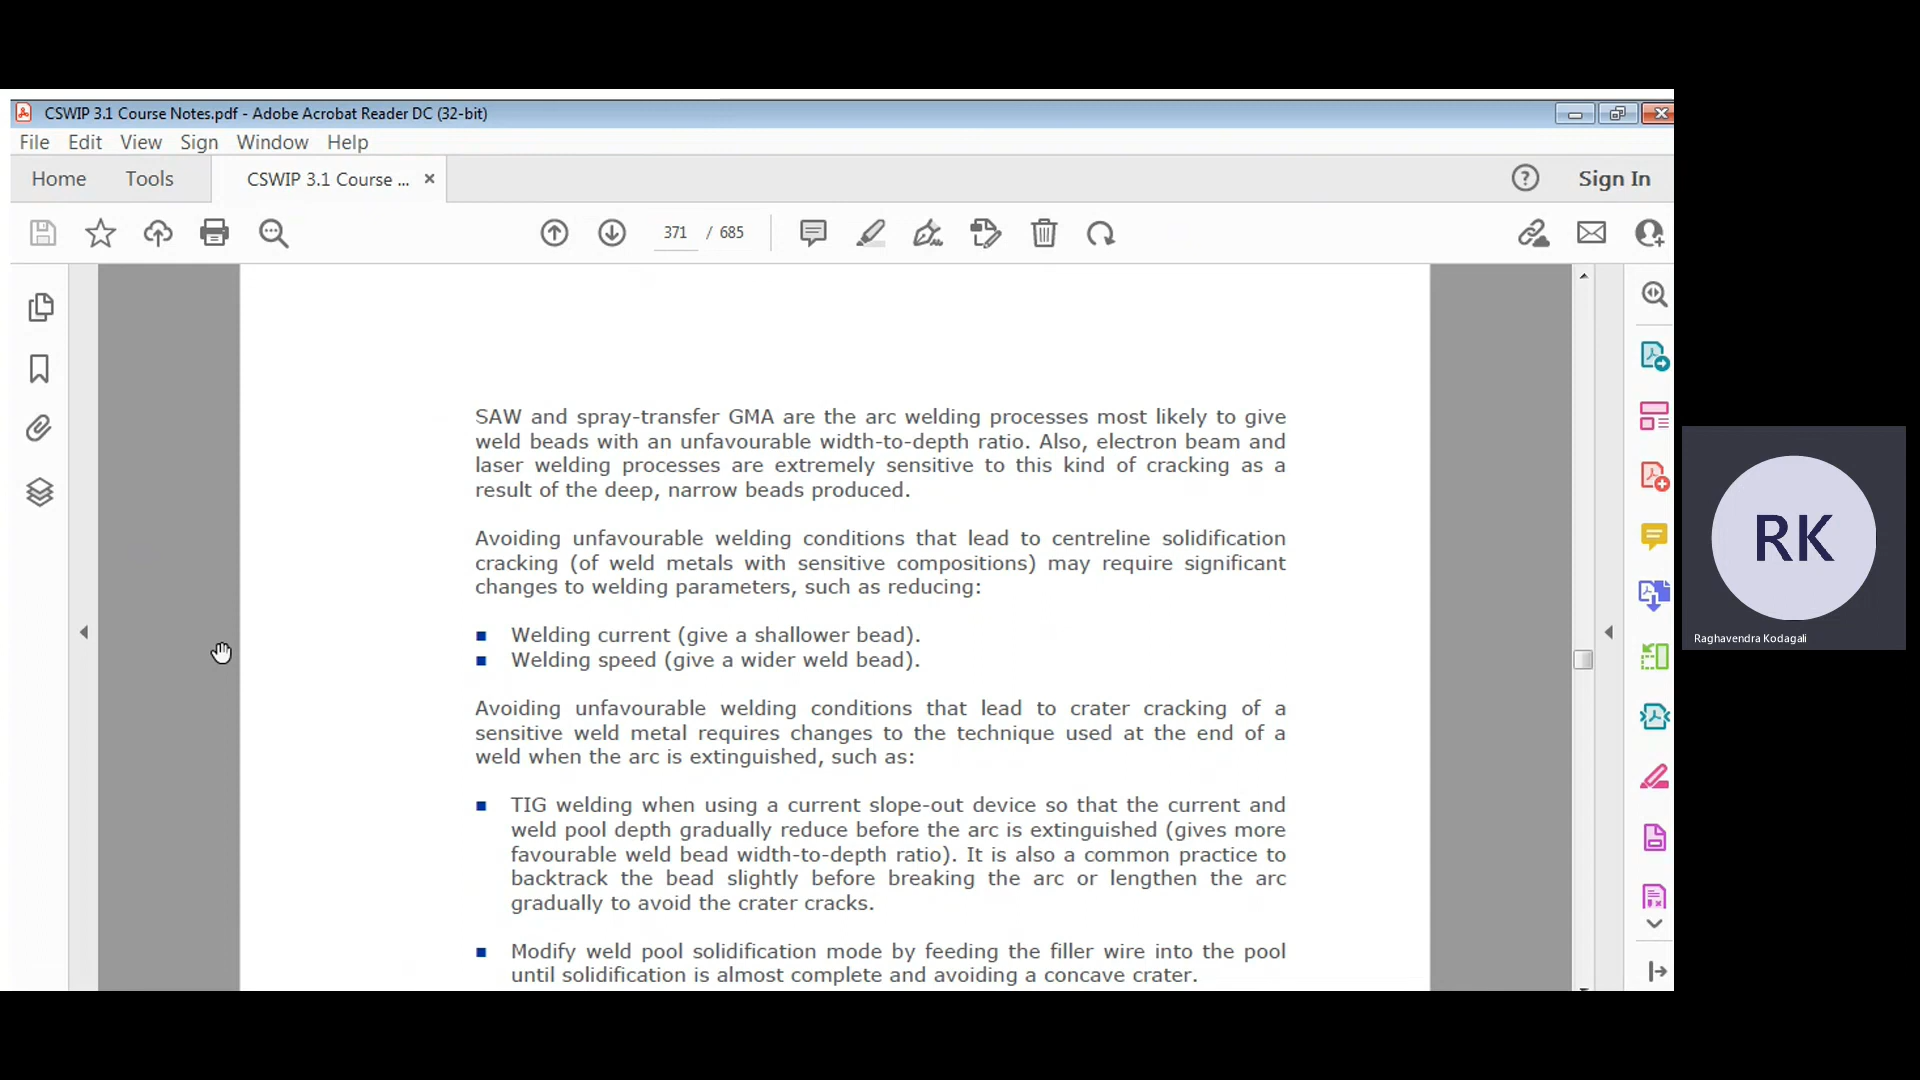 CSWIP 3.1 Course Notes.pdf - Adobe Acrobat Reader DC (32-bit)
File Edit View Sign Window Help
Home Tools CSWIP 3.1 Course ... Sign In
371 / 685
SAW and spray-transfer GMA are the arc welding processes most likely to give
weld beads with an unfavourable width-to-depth ratio. Also, electron beam and
laser welding processes are extremely sensitive to this kind of cracking as a
result of the deep, narrow beads produced.
Avoiding unfavourable welding conditions that lead to centreline solidification
cracking (of weld metals with sensitive compositions) may require significant
changes to welding parameters, such as reducing:
■ Welding current (give a shallower bead).
■ Welding speed (give a wider weld bead).
Avoiding unfavourable welding conditions that lead to crater cracking of a
sensitive weld metal requires changes to the technique used at the end of a
weld when the arc is extinguished, such as:
■ TIG welding when using a current slope-out device so that the current and
weld pool depth gradually reduce before the arc is extinguished (gives more
favourable weld bead width-to-depth ratio). It is also a common practice to
backtrack the bead slightly before breaking the arc or lengthen the arc
gradually to avoid the crater cracks.
■ Modify weld pool solidification mode by feeding the filler wire into the pool
until solidification is almost complete and avoiding a concave crater.
RK
Raghavendra Kodagali